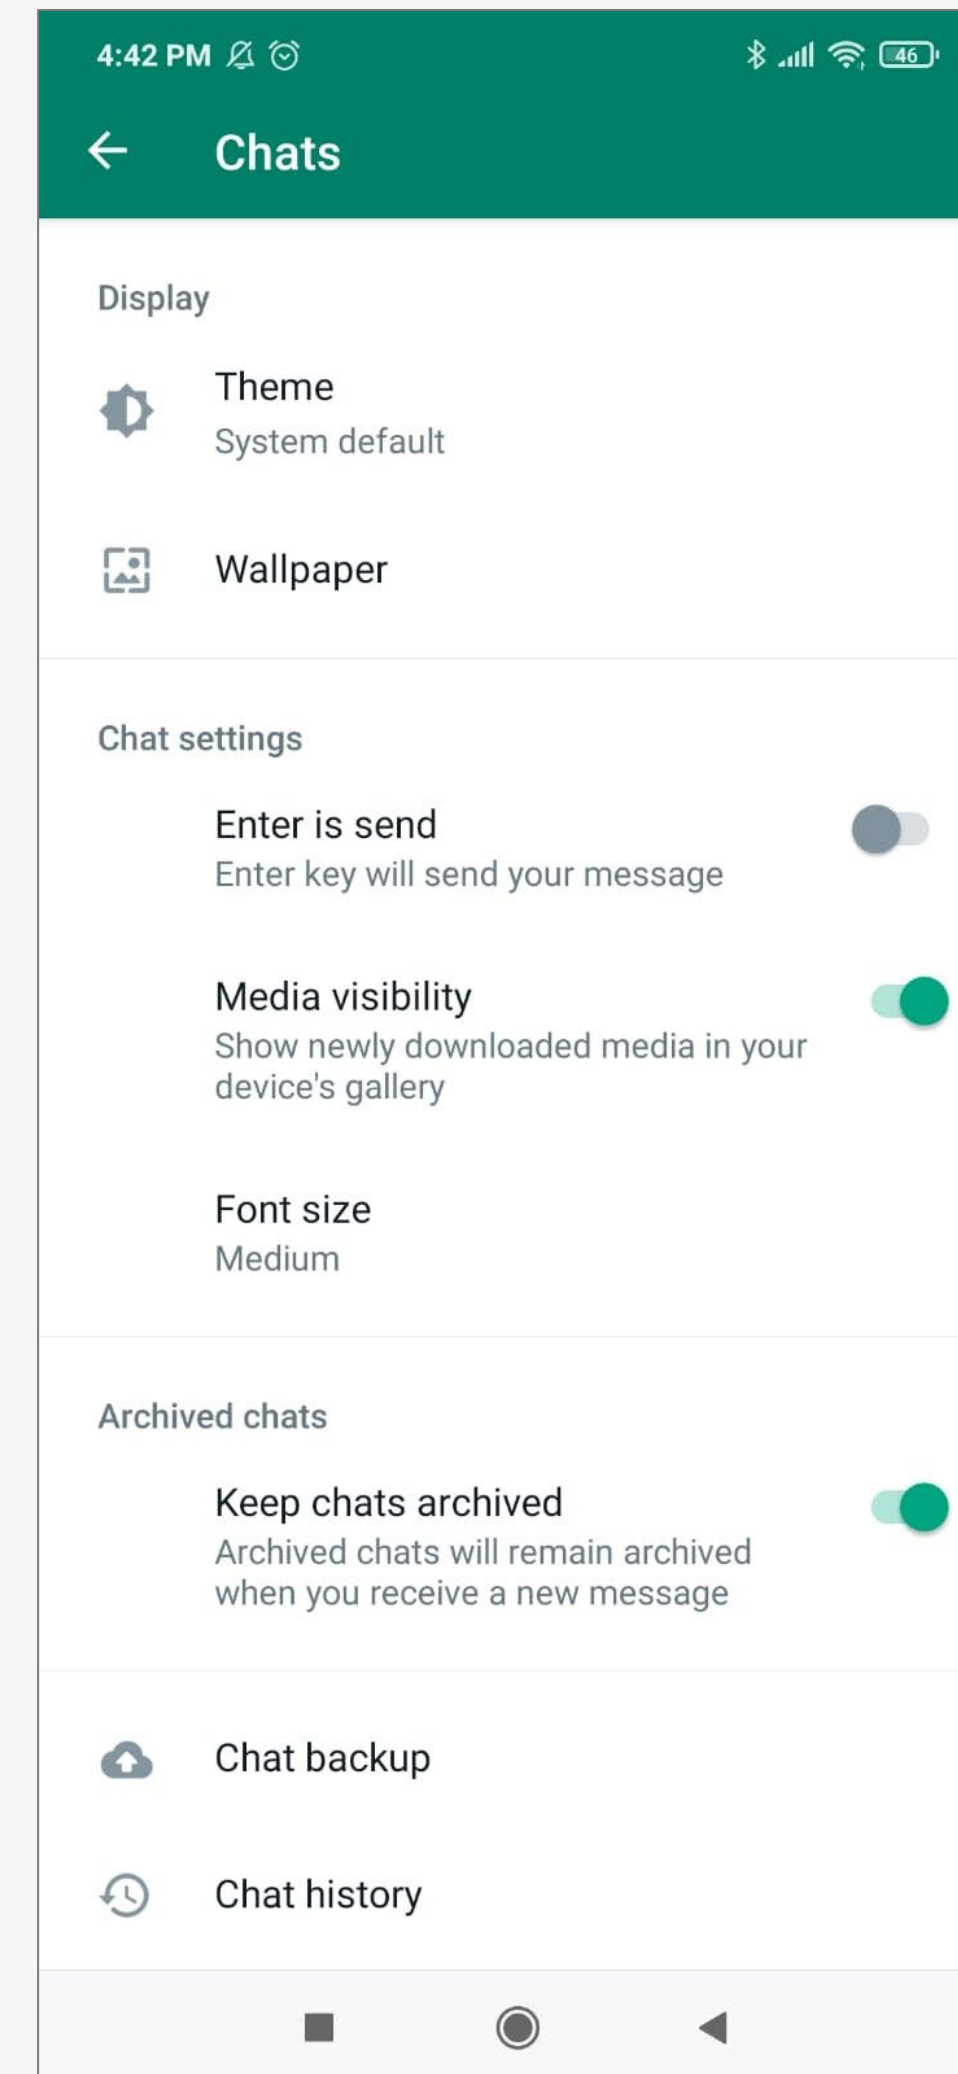 4:42 PM
46
Chats
Display
Theme
System default
Wallpaper
Chat settings
Enter is send
Enter key will send your message
Media visibility
Show newly downloaded media in your
device's gallery
Font size
Medium
Archived chats
Keep chats archived
Archived chats will remain archived
when you receive a new message
Chat backup
Chat history